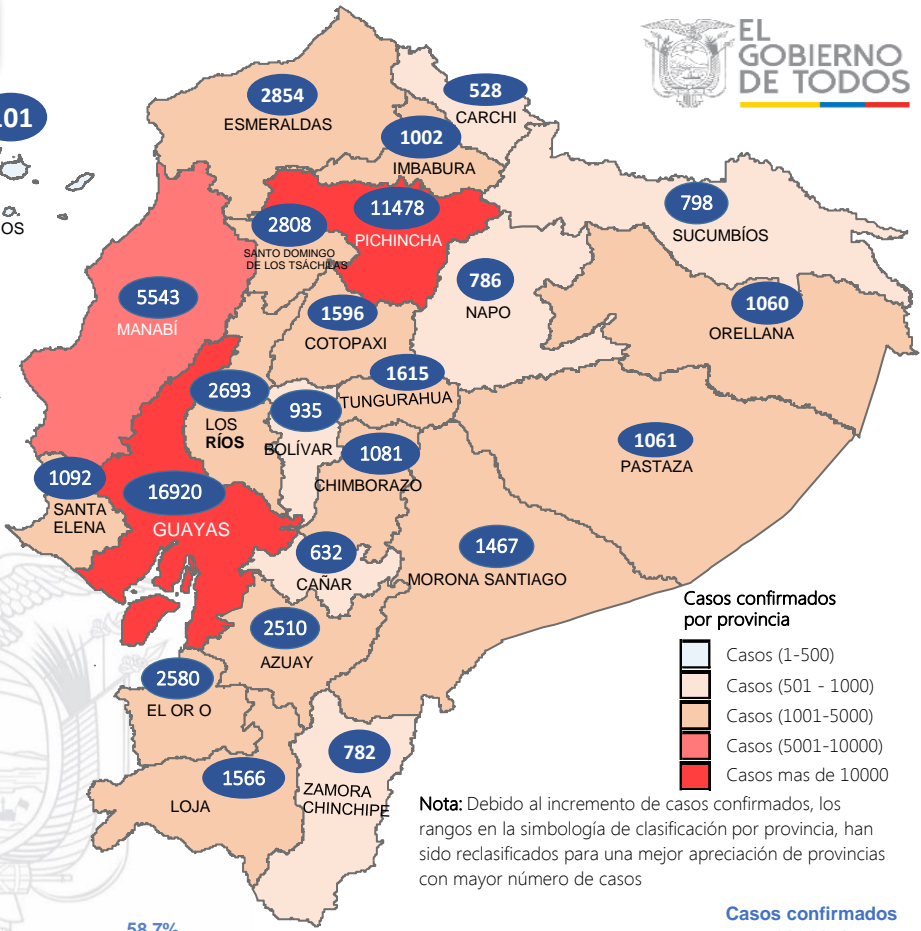 EL
GOBIERNO
DE TODOS
2854
ESMERALDAS
528
CARCHI
1002
IMBABURA
11478
PICHINCHA
2808
SANTO DOMINGO
DE LOS TSÁCHILAS
798
SUCUMBÍOS
786
NAPO
1060
ORELLANA
5543
MANABÍ
1596
COTOPAXI
1615
TUNGURAHUA
2693
LOS
RÍOS
935
BOLÍVAR
1081
CHIMBORAZO
1061
PASTAZA
1092
SANTA
ELENA
16920
GUAYAS
632
CAÑAR
1467
MORONA SANTIAGO
2510
AZUAY
2580
EL OR O
1566
LOJA
782
ZAMORA
CHINCHIPE
Casos confirmados
por provincia
Casos (1-500)
Casos (501 - 1000)
Casos (1001-5000)
Casos (5001-10000)
Casos mas de 10000
Nota: Debido al incremento de casos confirmados, los
rangos en la simbología de clasificación por provincia, han
sido reclasificados para una mejor apreciación de provincias
con mayor número de casos
58.7%
Casos confirmados